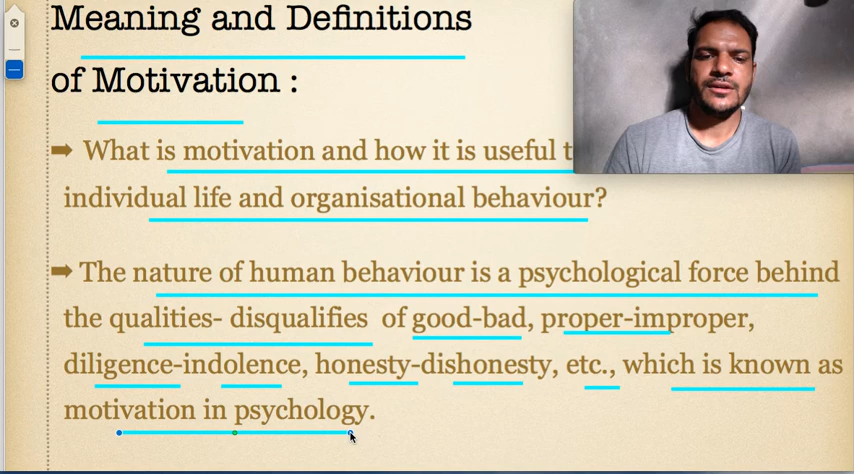 Meaning and Definitions
of Motivation :
➡ What is motivation and how it is useful t
individual life and organisational behaviour?
➡ The nature of human behaviour is a psychological force behind
the qualities- disqualifies of good-bad, proper-improper,
diligence-indolence, honesty-dishonesty, etc., which is known as
motivation in psychology.